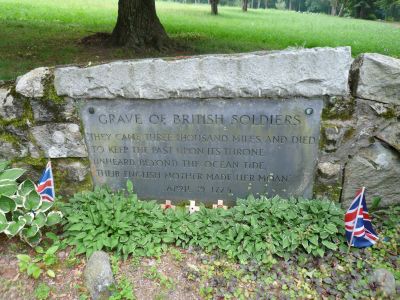 GRAVE OF BRITISH SOLDIERS
THEY CAME THREE THOUSAND MILES, AND DIED,
TO KEEP THE PAST UPON ITS THRONE.
UNHEARD, BEYOND THE OCEAN TIDE,
THEIR ENGLISH MOTHER MADE HER MOAN.
APRIL 19, 1775